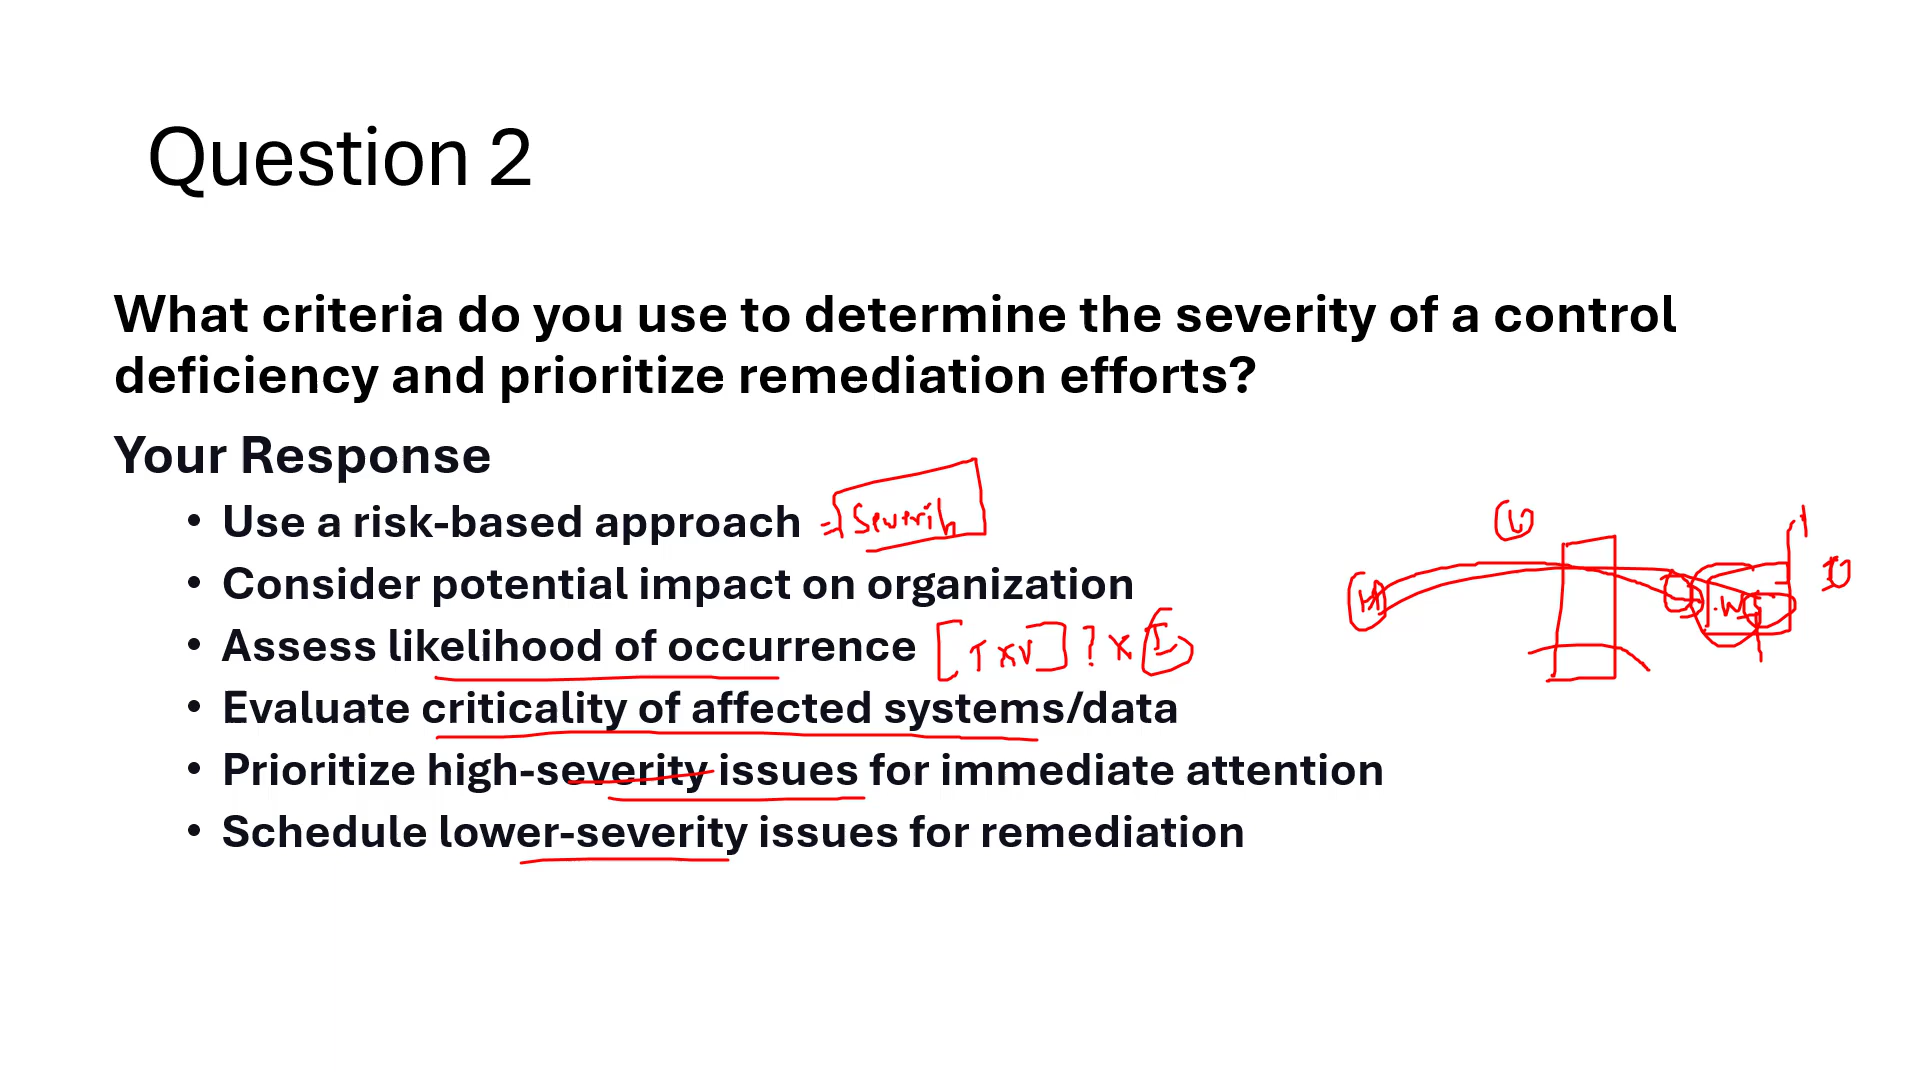 Question 2
What criteria do you use to determine the severity of a control
deficiency and prioritize remediation efforts?
Your Response
• Use a risk-based approach
• Consider potential impact on organization
• Assess likelihood of occurrence [T x V] ? x I
• Evaluate criticality of affected systems/data
• Prioritize high-severity issues for immediate attention
• Schedule lower-severity issues for remediation